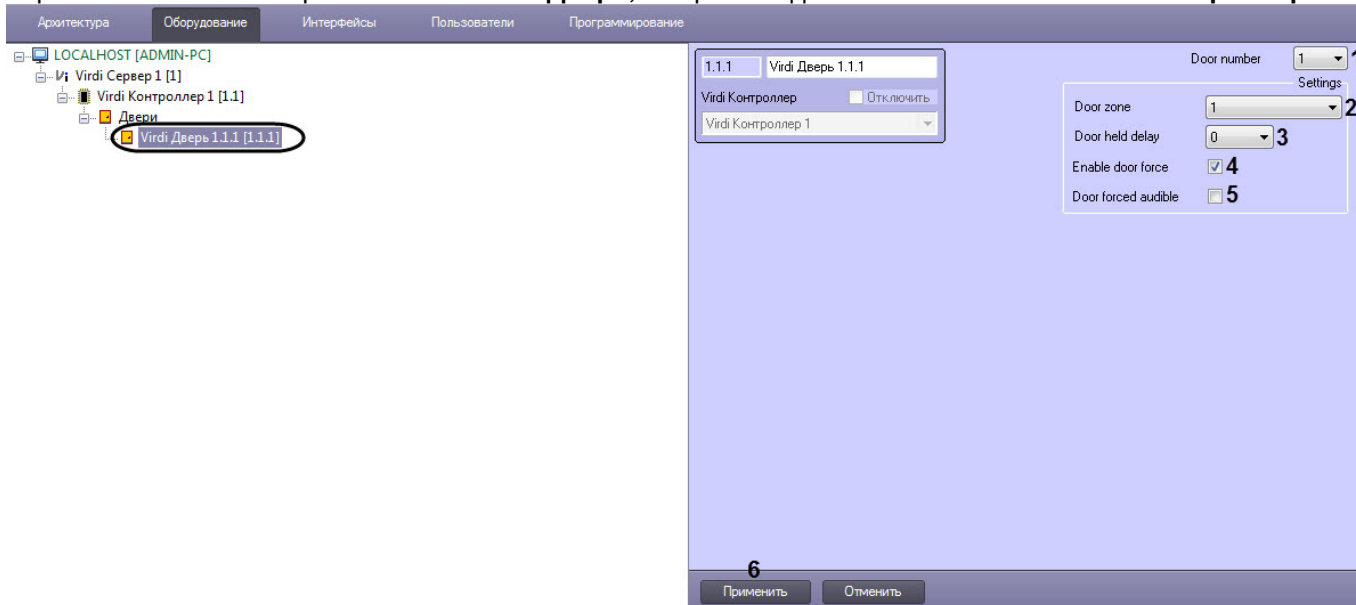 Архитектура Оборудование Интерфейсы Пользователи Программирование
LOCALHOST [ADMIN-PC]
Virdi Сервер 1 [1]
Virdi Контроллер 1 [1.1]
Двери
Virdi Дверь 1.1.1 [1.1.1]
1.1.1 Virdi Дверь 1.1.1
Virdi Контроллер Отключить
Virdi Контроллер 1
Door number 1 1
Settings
Door zone 1 2
Door held delay 0 3
Enable door force 4
Door forced audible 5
6
Применить Отменить